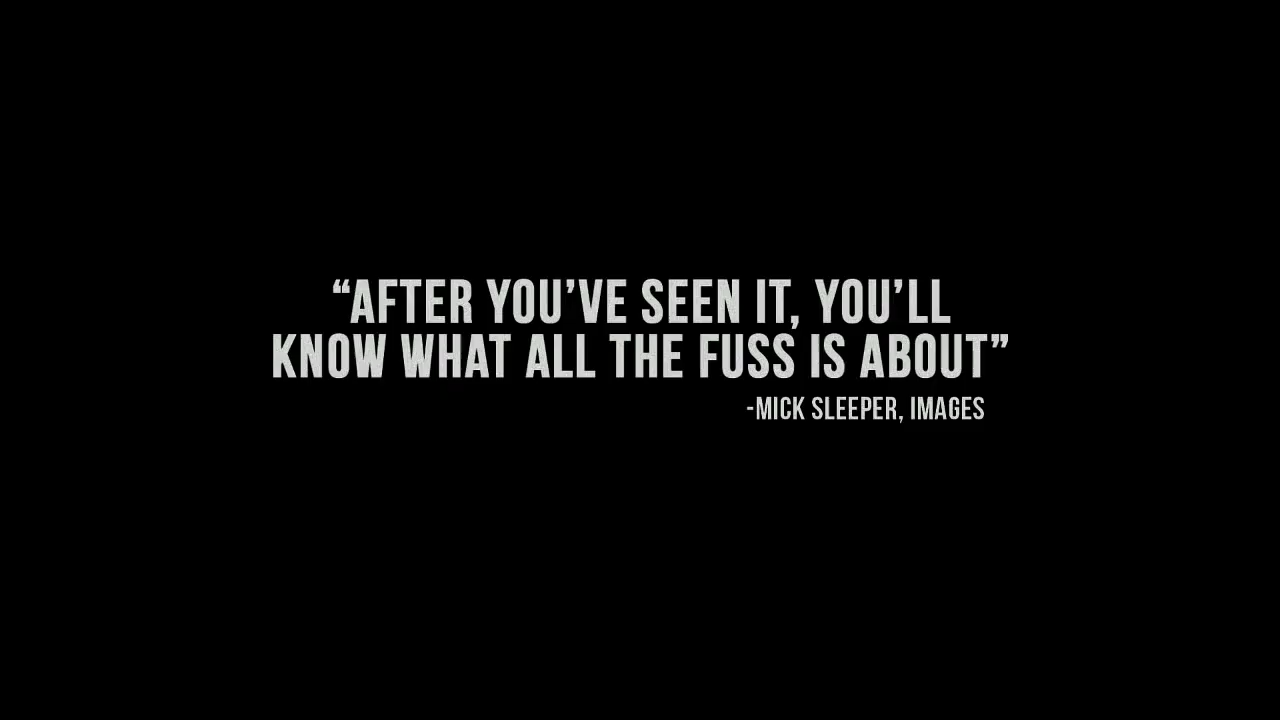 “AFTER YOU’VE SEEN IT, YOU’LL
KNOW WHAT ALL THE FUSS IS ABOUT”
-MICK SLEEPER, IMAGES